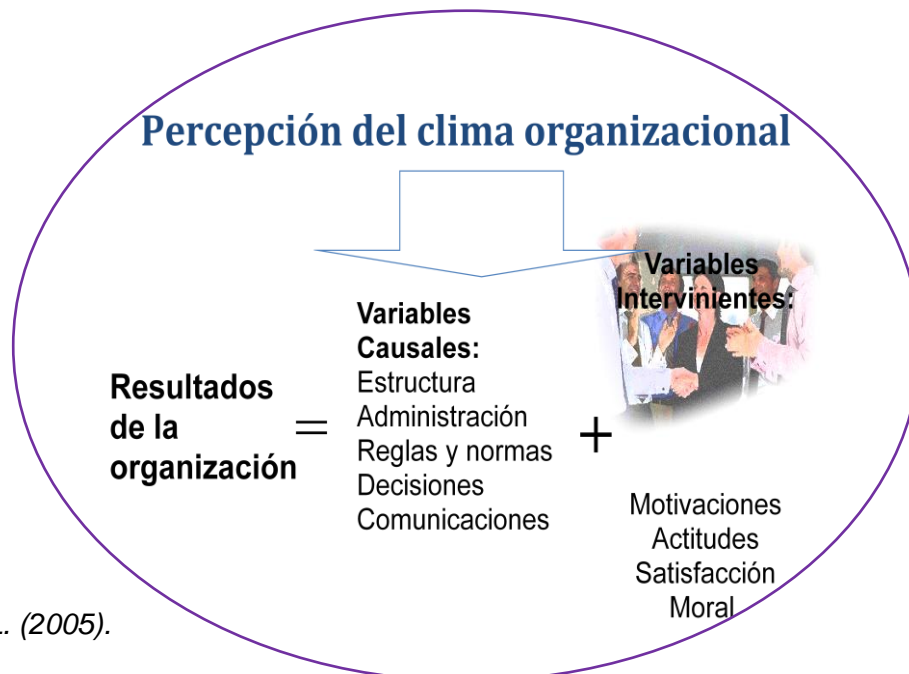 Percepción del clima organizacional
Resultados
de la
organización
=
Variables
Causales:
Estructura
Administración
Reglas y normas
Decisiones
Comunicaciones
+
Variables
Intervinientes:
Motivaciones
Actitudes
Satisfacción
Moral
. (2005).